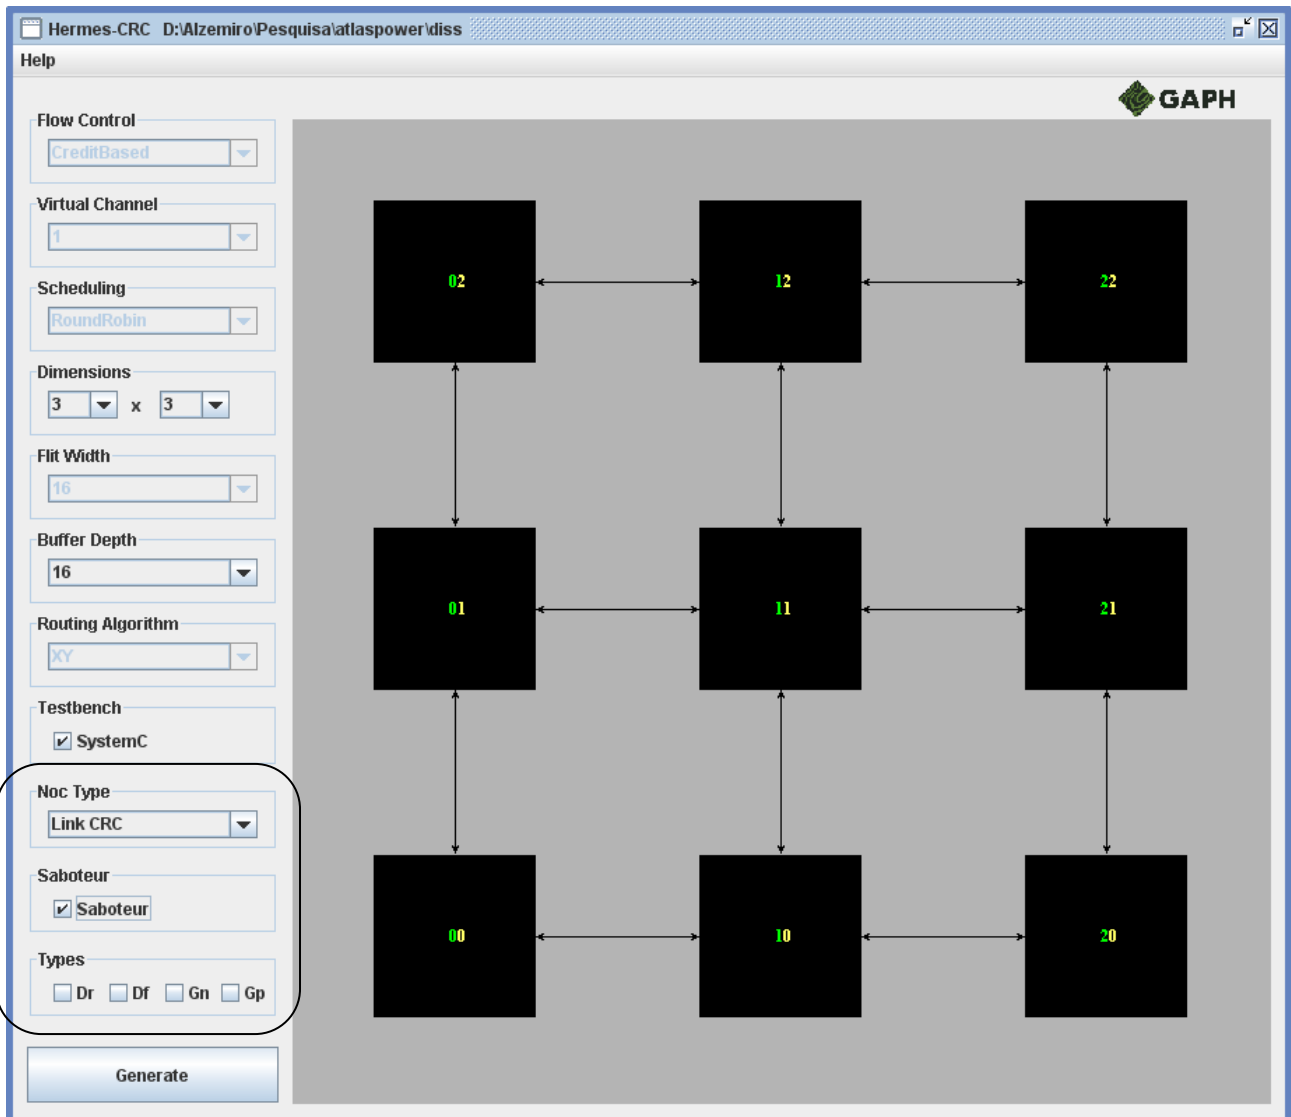 Hermes-CRC D:\Alzemiro\Pesquisa\atlaspower\diss
Help
GAPH
Flow Control
CreditBased
Virtual Channel
1
Scheduling
RoundRobin
Dimensions
3 x 3
Flit Width
16
Buffer Depth
16
Routing Algorithm
XY
Testbench
SystemC
Noc Type
Link CRC
Saboteur
Saboteur
Types
Dr Df Gn Gp
Generate
02 12 22
01 11 21
00 10 20